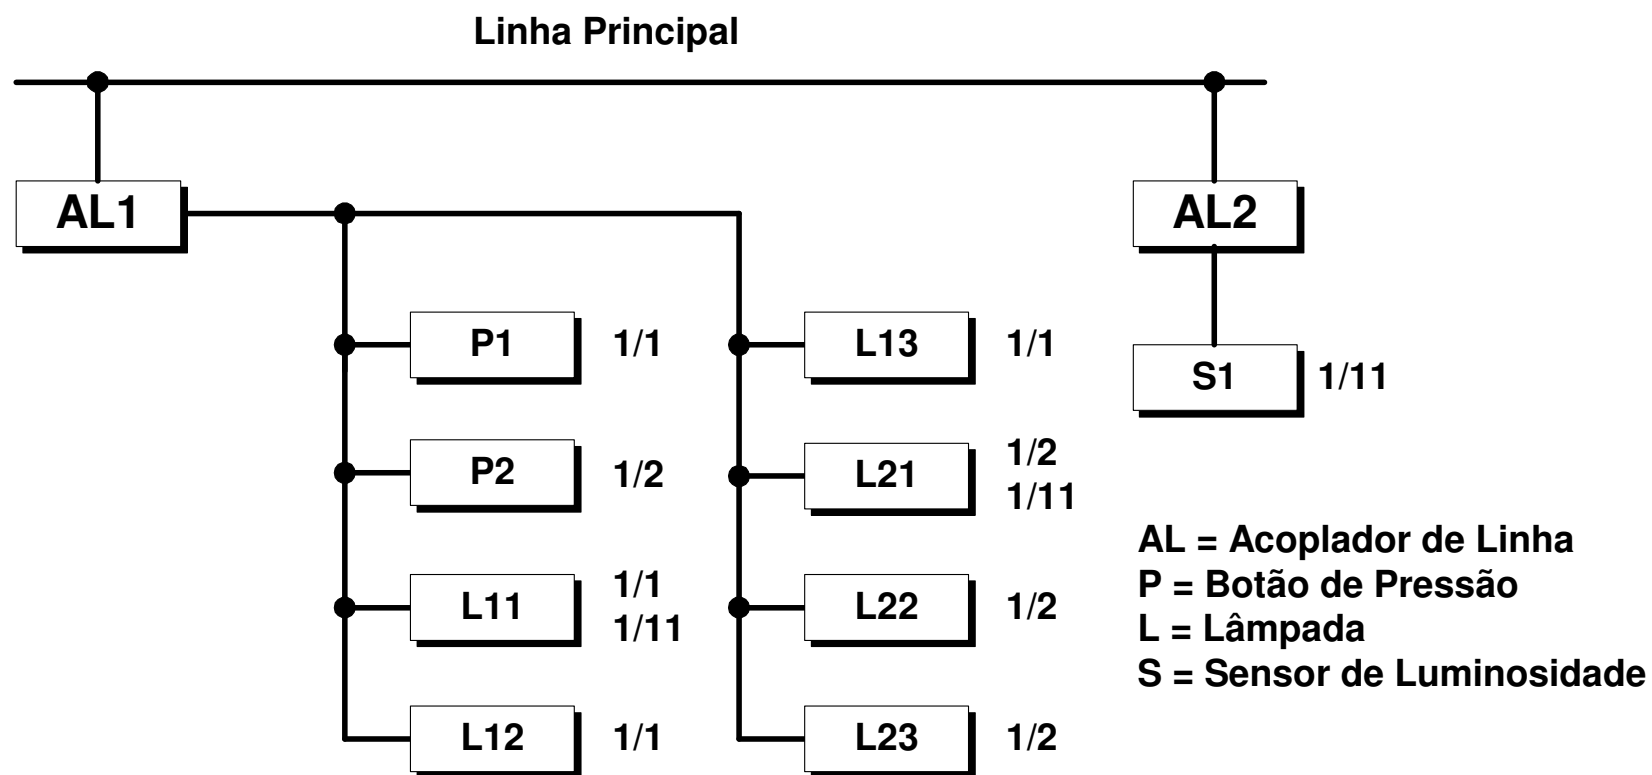 Linha Principal
AL1
AL2
P1 1/1
L13 1/1
S1 1/11
P2 1/2
L21 1/2
1/11
L11 1/1
1/11
L22 1/2
L12 1/1
L23 1/2
AL = Acoplador de Linha
P = Botão de Pressão
L = Lâmpada
S = Sensor de Luminosidade